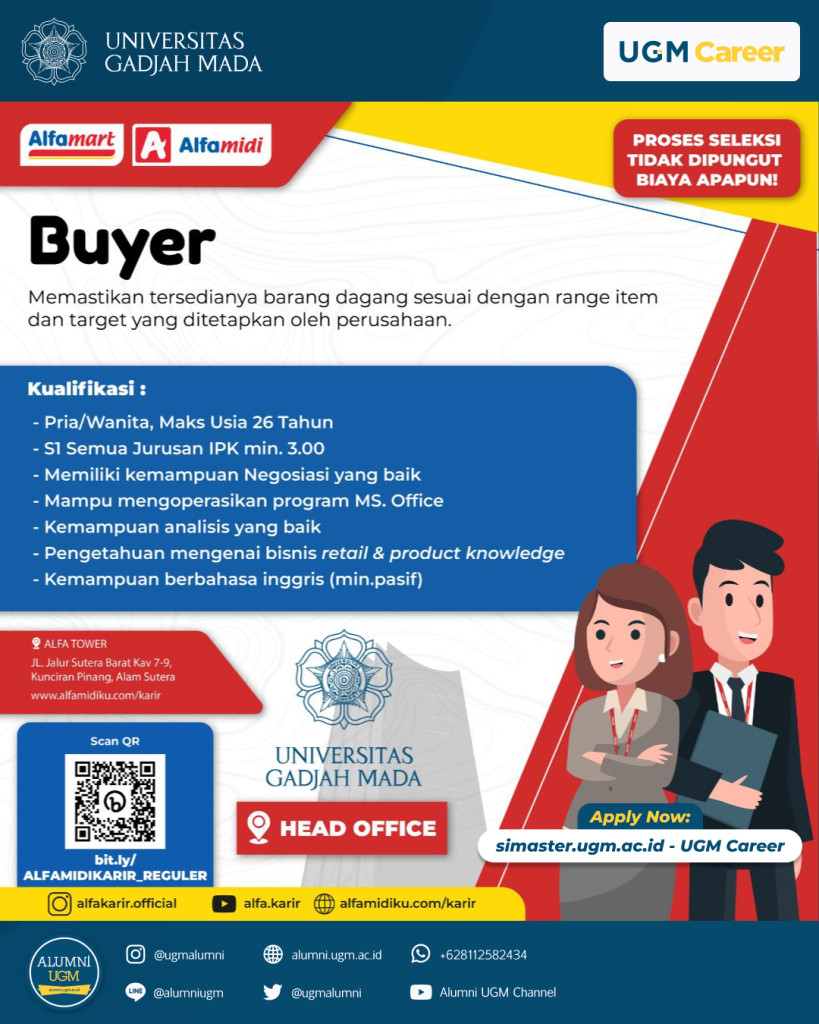 UNIVERSITAS
GADJAH MADA
UGM Career
Alfamart
Alfamidi
PROSES SELEKSI
TIDAK DIPUNGUT
BIAYA APAPUN!
Buyer
Memastikan tersedianya barang dagang sesuai dengan range item
dan target yang ditetapkan oleh perusahaan.
Kualifikasi :
- Pria/Wanita, Maks Usia 26 Tahun
- S1 Semua Jurusan IPK min. 3.00
- Memiliki kemampuan Negosiasi yang baik
- Mampu mengoperasikan program MS. Office
- Kemampuan analisis yang baik
- Pengetahuan mengenai bisnis retail & product knowledge
- Kemampuan berbahasa inggris (min.pasif)
ALFA TOWER
JL. Jalur Sutera Barat Kav 7-9,
Kunciran Pinang, Alam Sutera
www.alfamidiku.com/karir
Scan QR
bit.ly/
ALFAMIDIKARIR_REGULER
UNIVERSITAS
GADJAH MADA
HEAD OFFICE
Apply Now:
simaster.ugm.ac.id - UGM Career
alfakarir.official
alfa.karir
alfamidiku.com/karir
ALUMNI
UGM
alumni.ugm.ac.id
@ugmalumni
alumni.ugm.ac.id
+628112582434
LINE
@alumniugm
@ugmalumni
Alumni UGM Channel